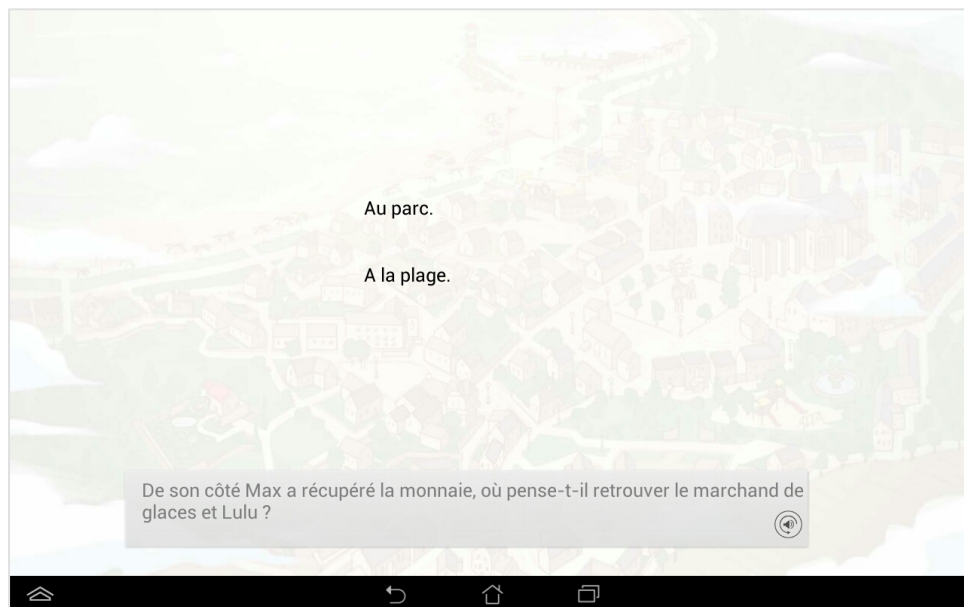 Au parc.
A la plage.
De son côté Max a récupéré la monnaie, où pense-t-il retrouver le marchand de
glaces et Lulu ?